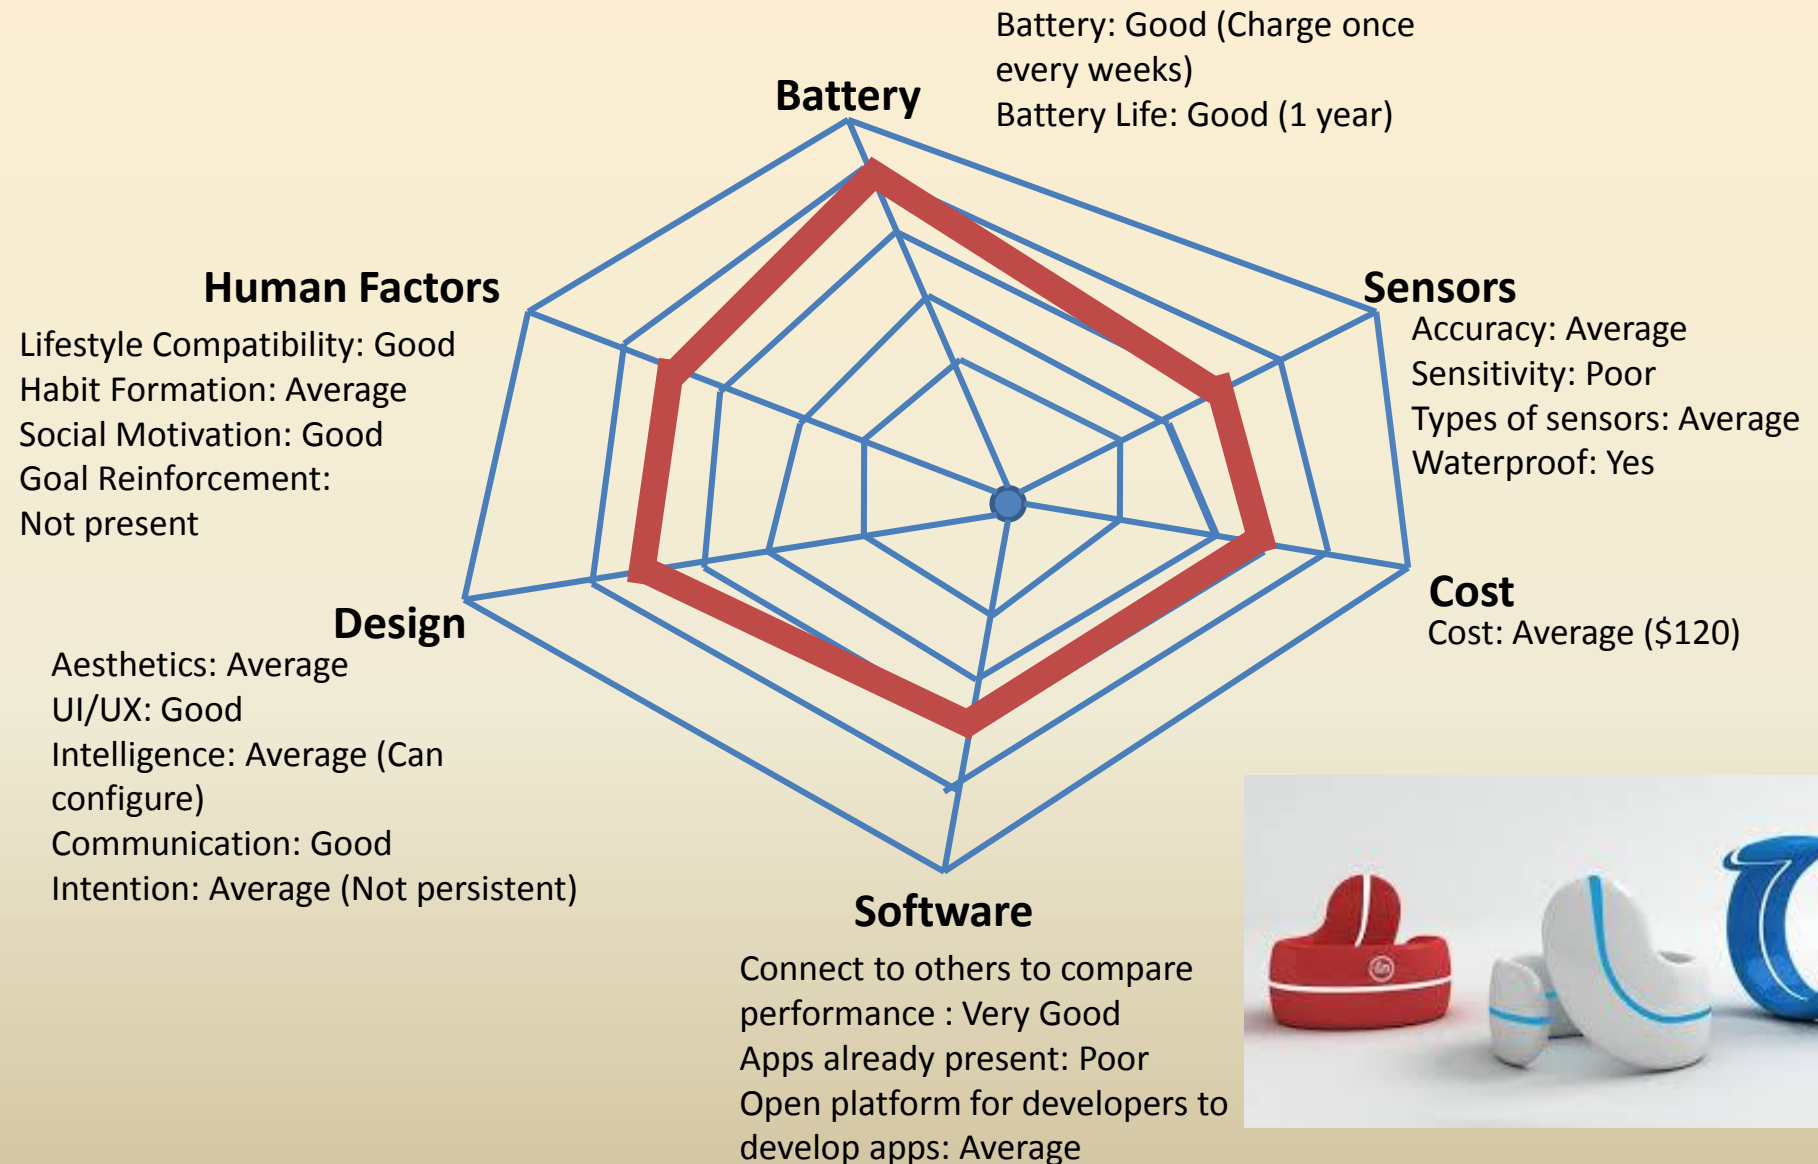 Battery: Good (Charge once
every weeks)
Battery Life: Good (1 year)
Battery
Human Factors
Lifestyle Compatibility: Good
Habit Formation: Average
Social Motivation: Good
Goal Reinforcement:
Not present
Sensors
Accuracy: Average
Sensitivity: Poor
Types of sensors: Average
Waterproof: Yes
Cost
Cost: Average ($120)
Design
Aesthetics: Average
UI/UX: Good
Intelligence: Average (Can
configure)
Communication: Good
Intention: Average (Not persistent)
Software
Connect to others to compare
performance : Very Good
Apps already present: Poor
Open platform for developers to
develop apps: Average